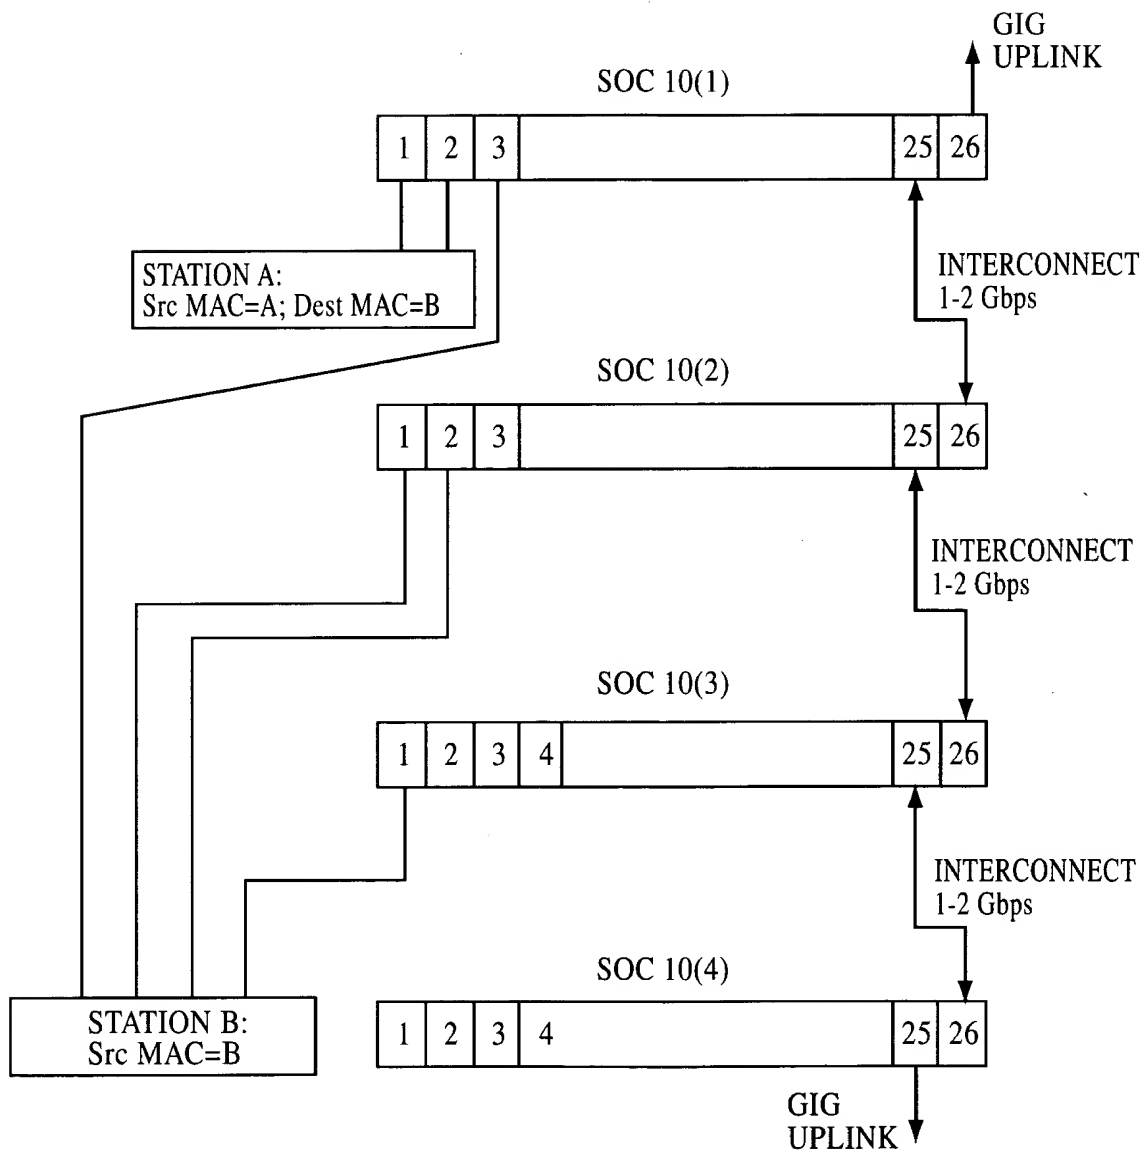 GIG
UPLINK
SOC 10(1)
1 2 3 25 26
STATION A:
Src MAC=A; Dest MAC=B
INTERCONNECT
1-2 Gbps
SOC 10(2)
1 2 3 25 26
INTERCONNECT
1-2 Gbps
SOC 10(3)
1 2 3 4 25 26
INTERCONNECT
1-2 Gbps
SOC 10(4)
1 2 3 4 25 26
STATION B:
Src MAC=B
GIG
UPLINK